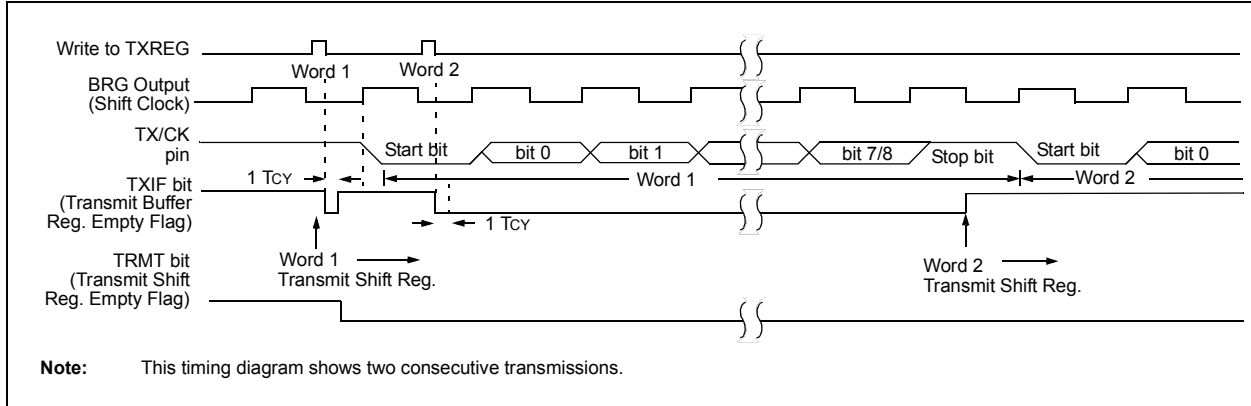 Write to TXREG
Word 1
Word 2
BRG Output
(Shift Clock)
TX/CK
pin
Start bit
bit 0
bit 1
bit 7/8
Stop bit
Start bit
bit 0
1 TCY
Word 1
Word 2
TXIF bit
(Transmit Buffer
Reg. Empty Flag)
1 TCY
Word 1
Transmit Shift Reg.
Word 2
Transmit Shift Reg.
TRMT bit
(Transmit Shift
Reg. Empty Flag)
Note: This timing diagram shows two consecutive transmissions.